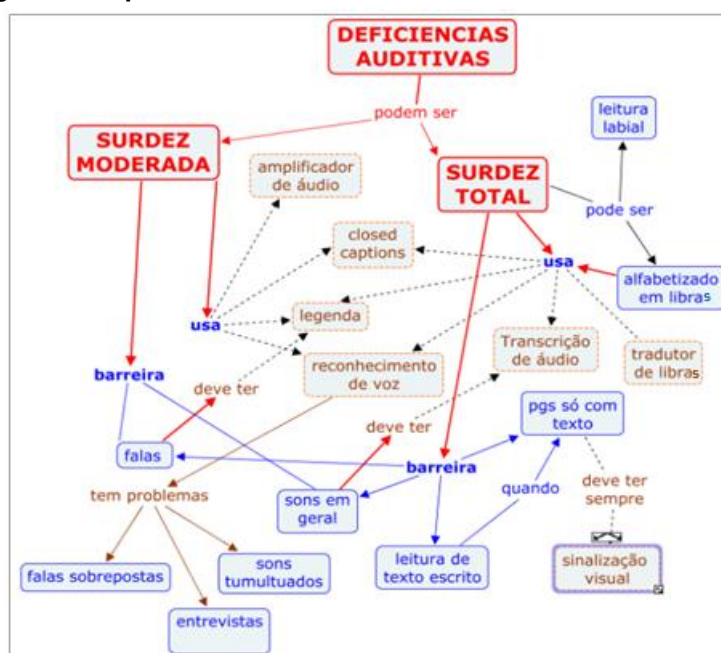 DEFICIENCIAS
AUDITIVAS
podem ser
leitura
labial
SURDEZ
MODERADA
amplificador
de áudio
SURDEZ
TOTAL
pode ser
closed
captions
usa
alfabetizado
em libras
legenda
usa
Transcrição
de áudio
tradutor
de libras
reconhecimento
de voz
barreira
deve ter
pgs só com
texto
deve ter
falas
barreira
quando
deve ter
sempre
tem problemas
sons em
geral
sons
tumultuados
leitura de
texto escrito
sinalização
visual
falas sobrepostas
entrevistas